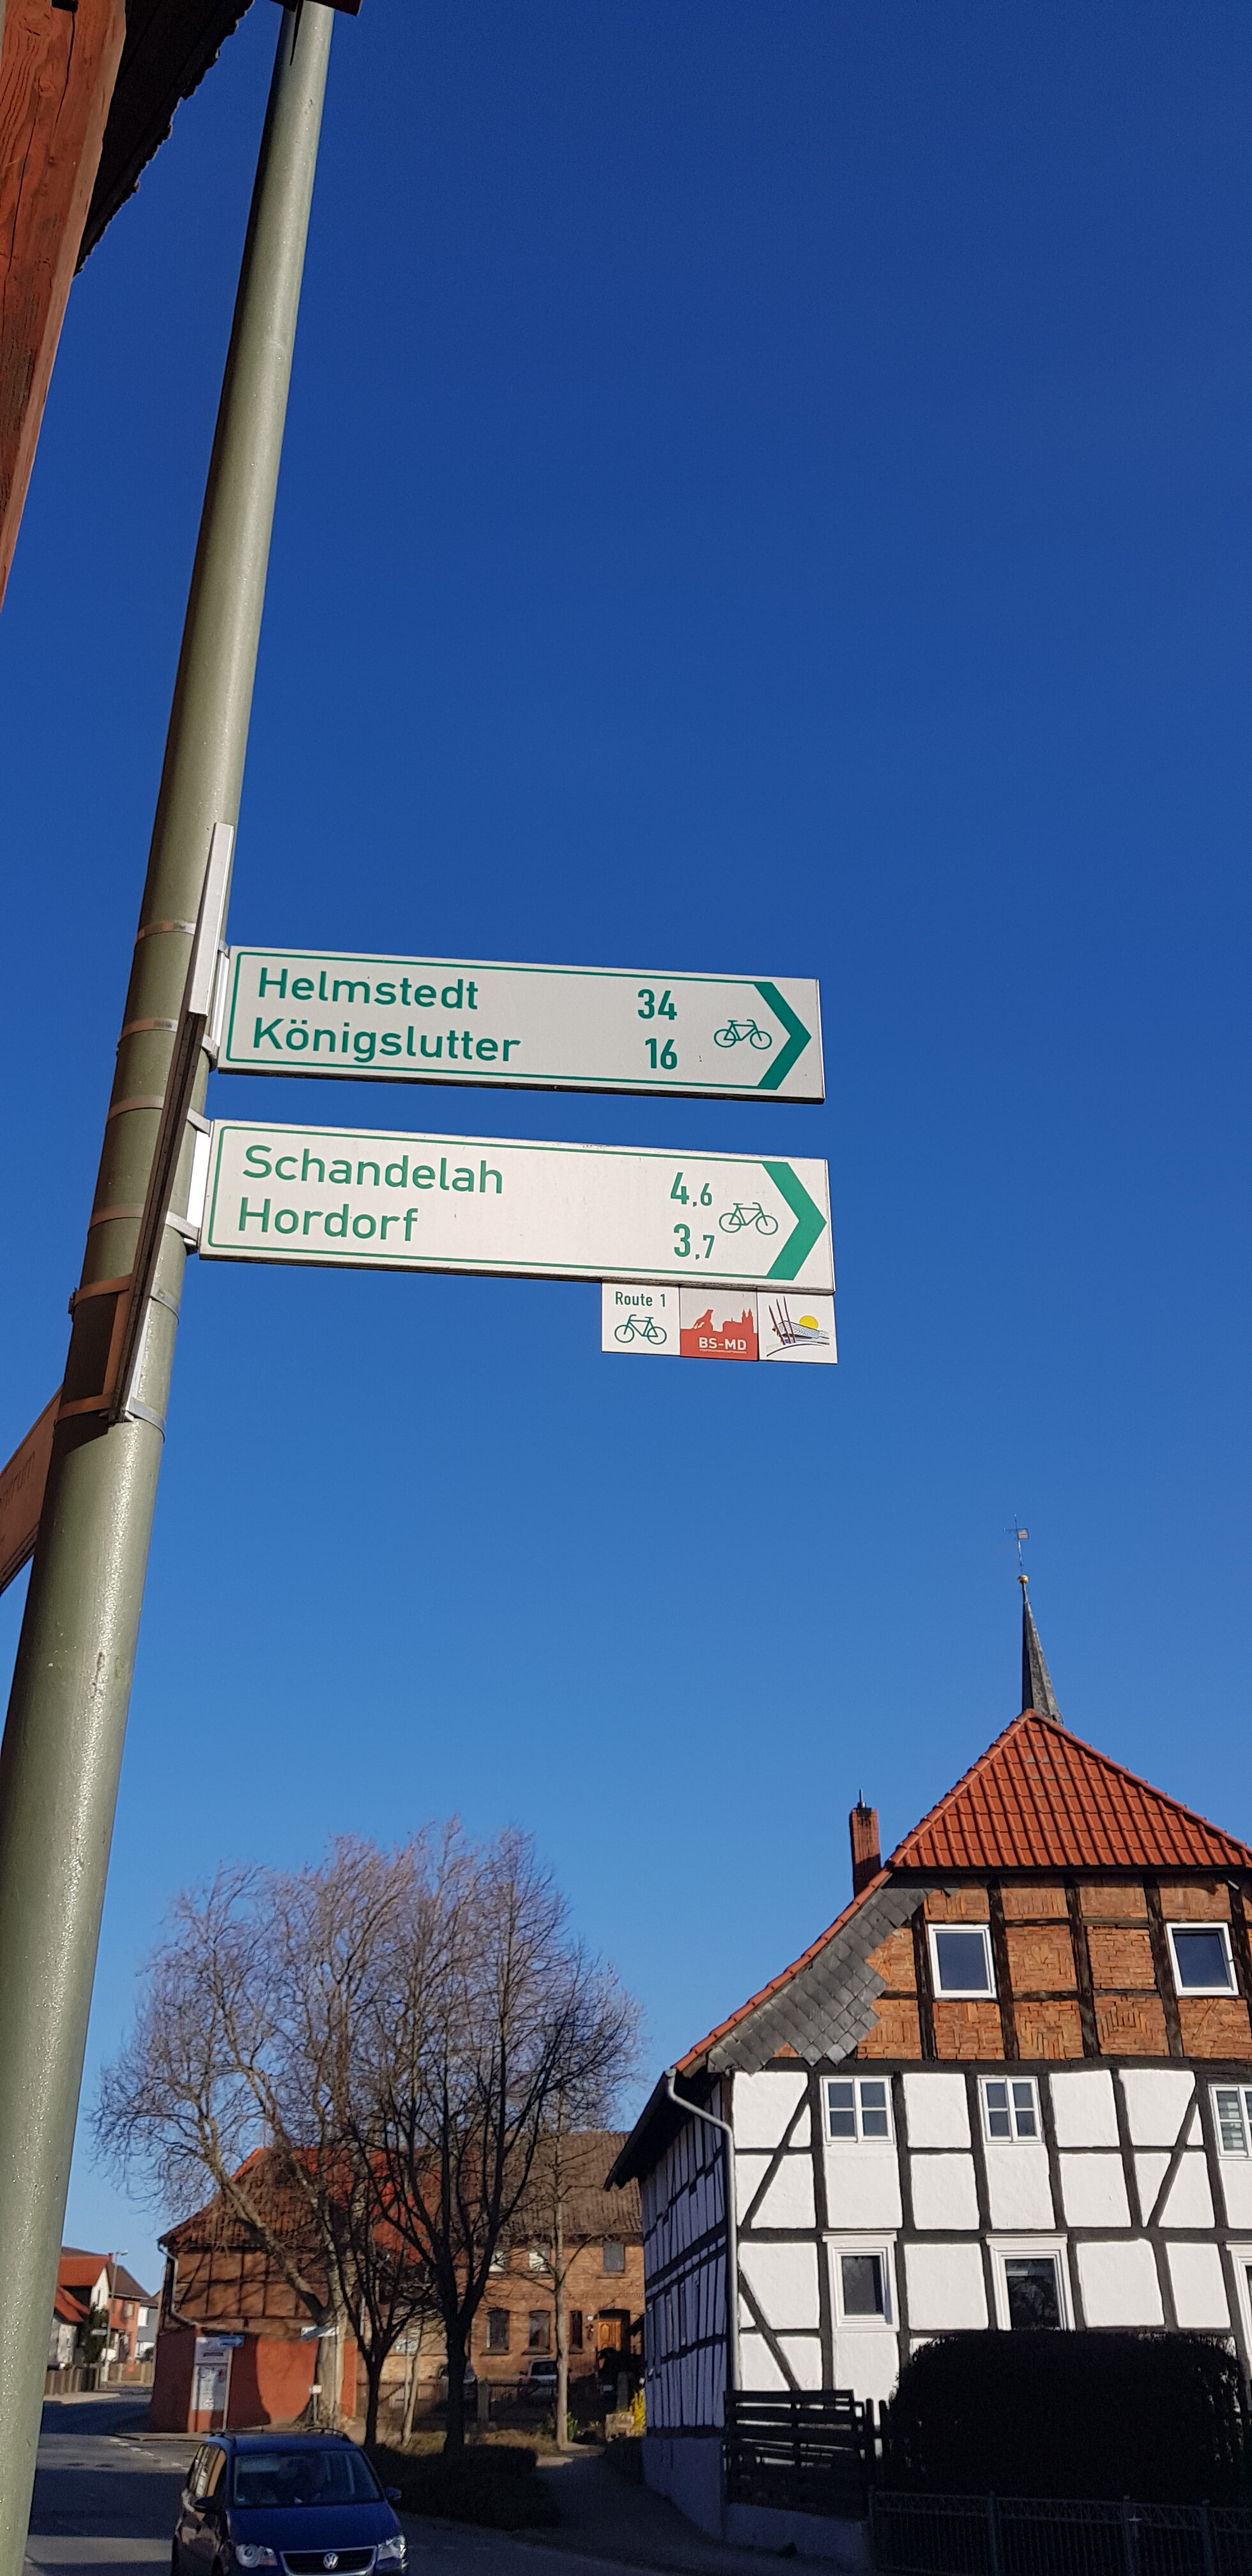 Helmstedt 34
Königslutter 16
Schandelah 4,6
Hordorf 3,7
Route 1
BS-MD